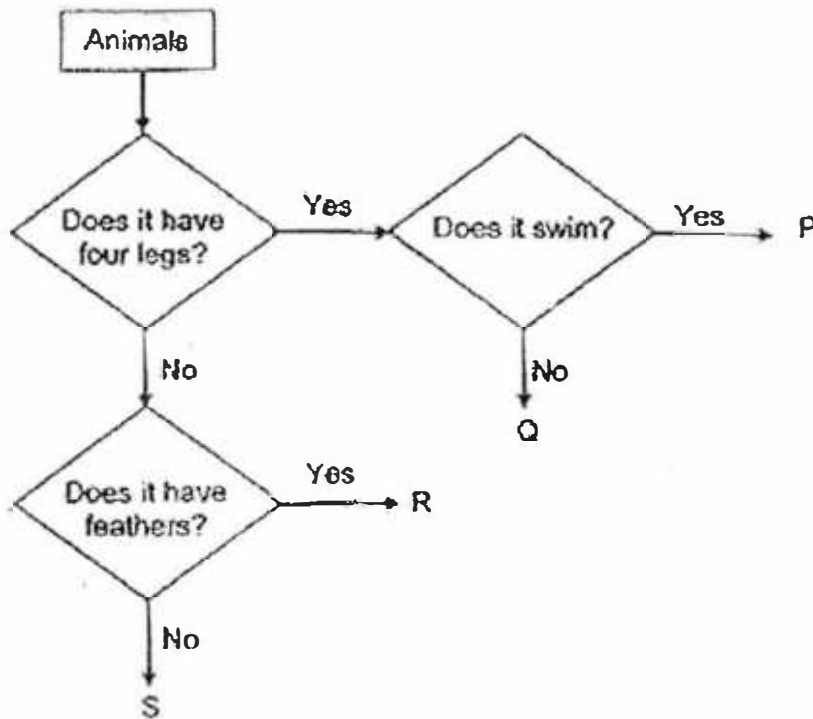 Animals
Does it have
four legs?
Yes
Does it swim?
Yes
P
No
No
Q
Does it have
feathers?
Yes
R
No
S